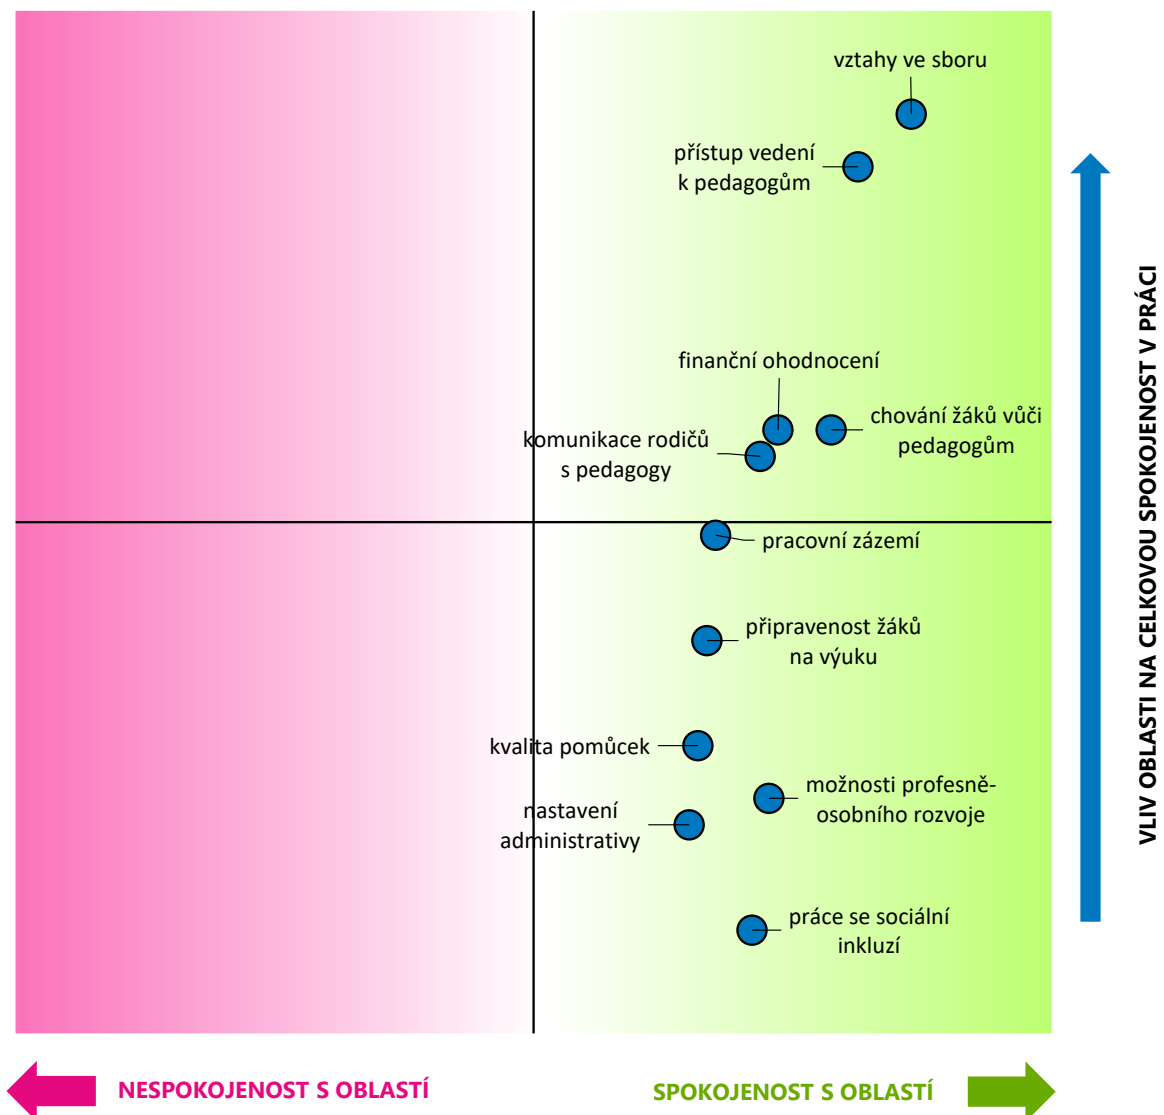 vztahy ve sboru
přístup vedení
k pedagogům
finanční ohodnocení
chování žáků vůči
pedagogům
komunikace rodičů
s pedagogy
pracovní zázemí
připravenost žáků
na výuku
kvalita pomůcek
možnosti profesně-
osobního rozvoje
nastavení
administrativy
práce se sociální
inkluzí
VLIV OBLASTI NA CELKOVOU SPOKOJENOST V PRÁCI
NESPOKOJENOST S OBLASTÍ
SPOKOJENOST S OBLASTÍ